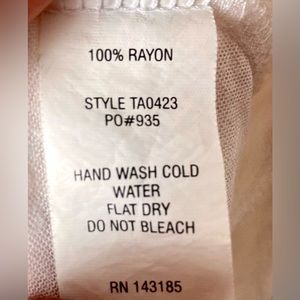 100% RAYON
STYLE TA0423
PO#935
HAND WASH COLD
WATER
FLAT DRY
DO NOT BLEACH
RN 143185